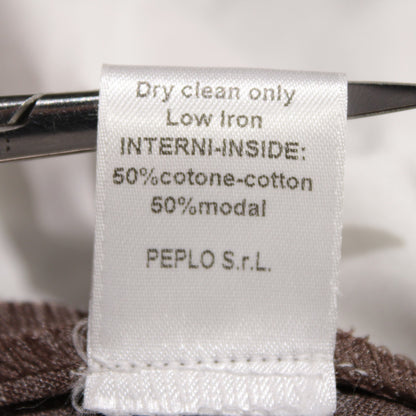 Dry clean only
Low Iron
INTERNI-INSIDE:
50%cotone-cotton
50%modal
PEPLO S.r.L.